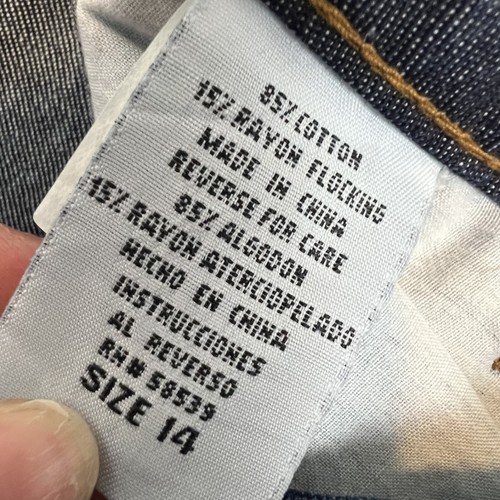 85% COTTON
15% RAYON FLOCKING
MADE IN CHINA
REVERSE FOR CARE
85% ALGODON
15% RAYON ATERCIOPELADO
HECHO EN CHINA
INSTRUCCIONES
AL REVERSO
RN# 56539
SIZE 14